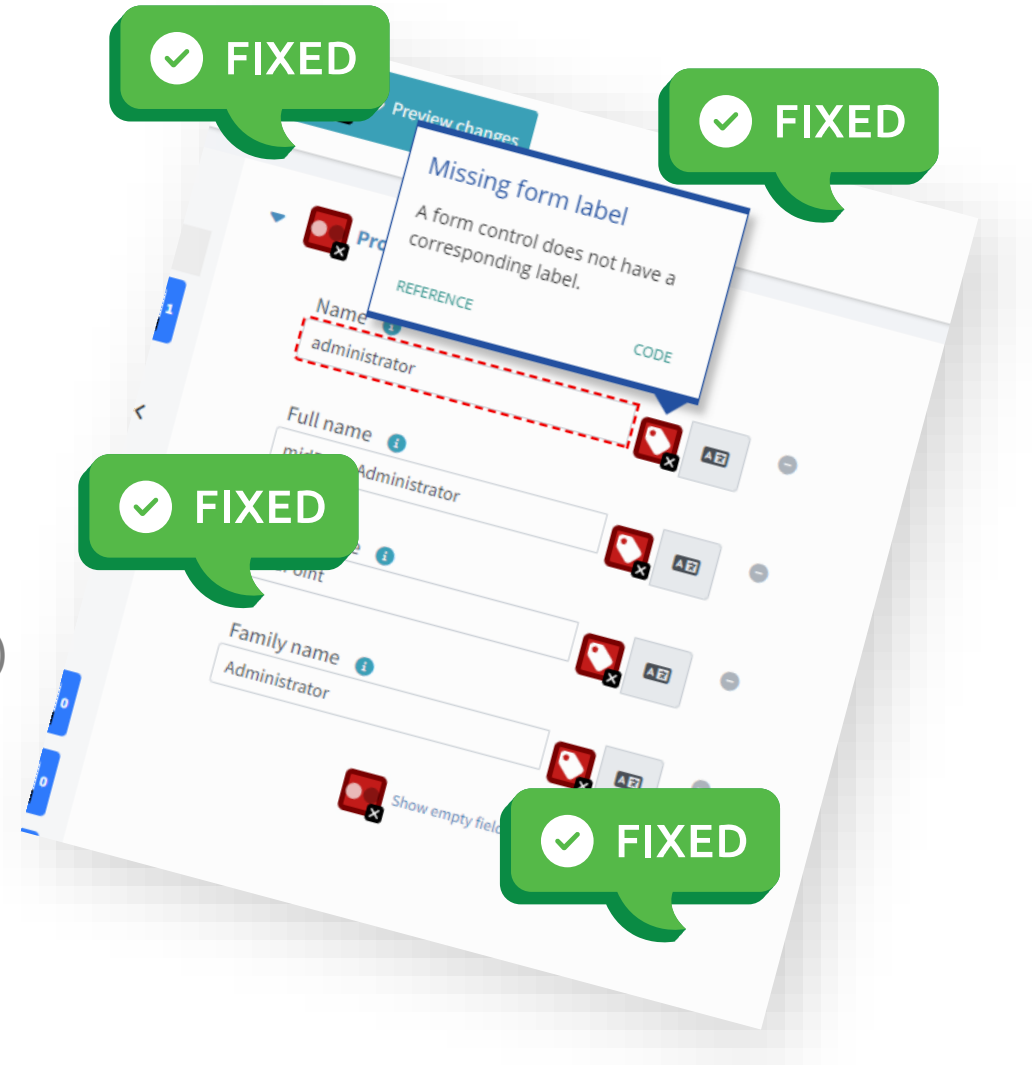 FIXED
Preview changes
FIXED
Missing form label
A form control does not have a
corresponding label.
REFERENCE
CODE
1
Name
administrator
Full name
Administrator
FIXED
Family name
Administrator
0
0
Show empty
FIXED